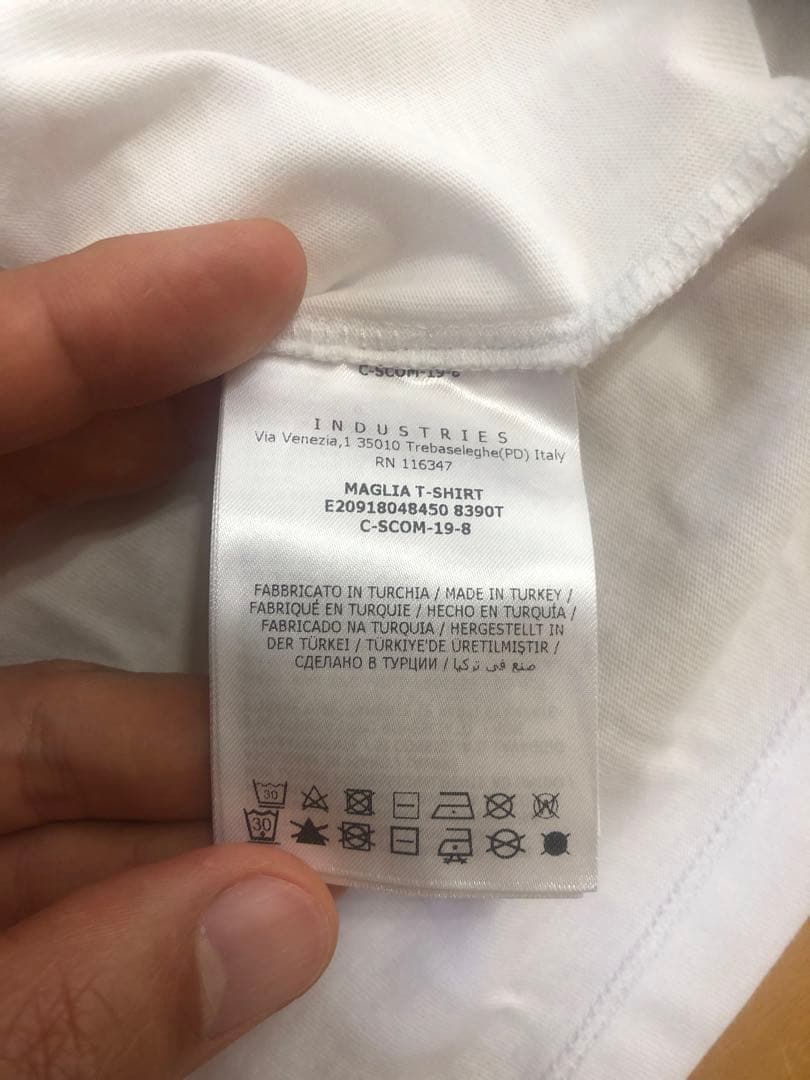 C-SCOM-19-8
INDUSTRIES
Via Venezia,1 35010 Trebaseleghe(PD) Italy
RN 116347
MAGLIA T-SHIRT
E20918048450 8390T
C-SCOM-19-8
FABBRICATO IN TURCHIA / MADE IN TURKEY /
FABRIQUÉ EN TURQUIE / HECHO EN TURQUÍA /
FABRICADO NA TURQUIA / HERGESTELLT IN
DER TÜRKEI / TÜRKIYE'DE ÜRETILMIŞTIR /
СДЕЛАНО В ТУРЦИИ / صنع في تركيا
30
W
30